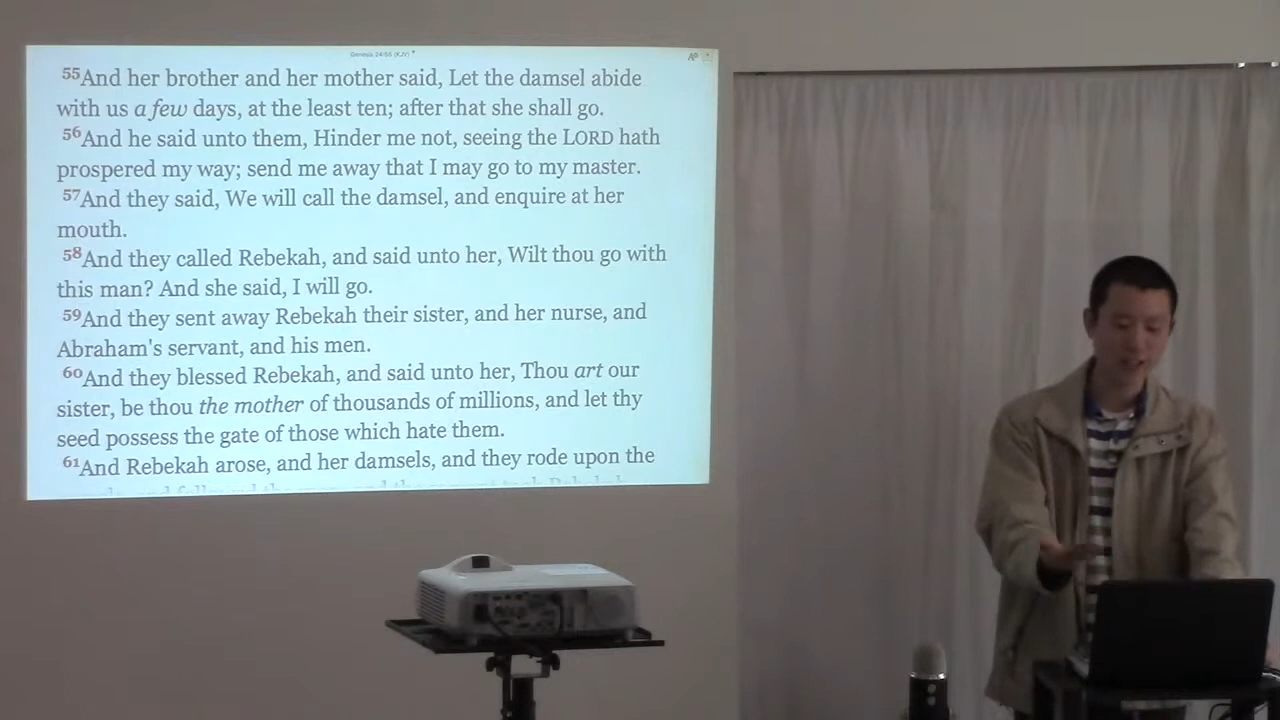 Genesis 24:55 (KJV)
55And her brother and her mother said, Let the damsel abide
with us a few days, at the least ten; after that she shall go.
56And he said unto them, Hinder me not, seeing the LORD hath
prospered my way; send me away that I may go to my master.
57And they said, We will call the damsel, and enquire at her
mouth.
58And they called Rebekah, and said unto her, Wilt thou go with
this man? And she said, I will go.
59And they sent away Rebekah their sister, and her nurse, and
Abraham's servant, and his men.
60And they blessed Rebekah, and said unto her, Thou art our
sister, be thou the mother of thousands of millions, and let thy
seed possess the gate of those which hate them.
61And Rebekah arose, and her damsels, and they rode upon the